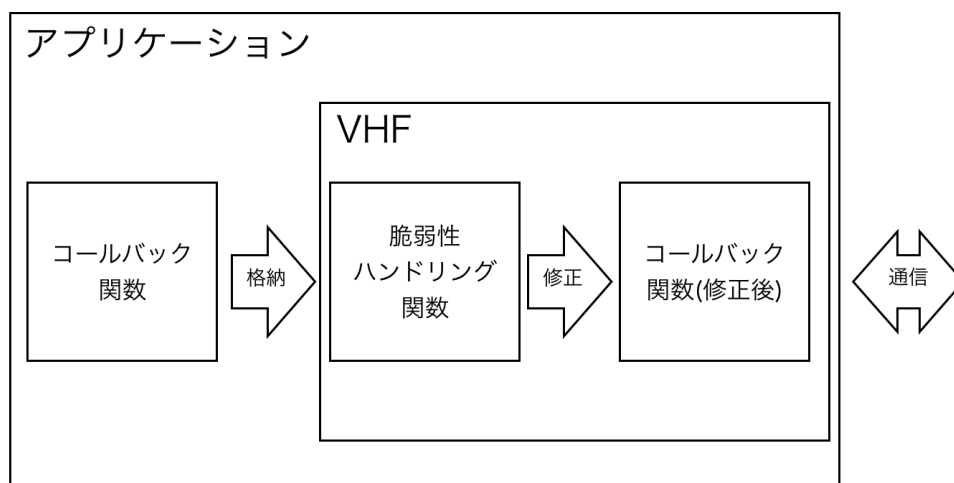 アプリケーション
VHF
コールバック
関数
格納
脆弱性
ハンドリング
関数
修正
コールバック
関数(修正後)
通信